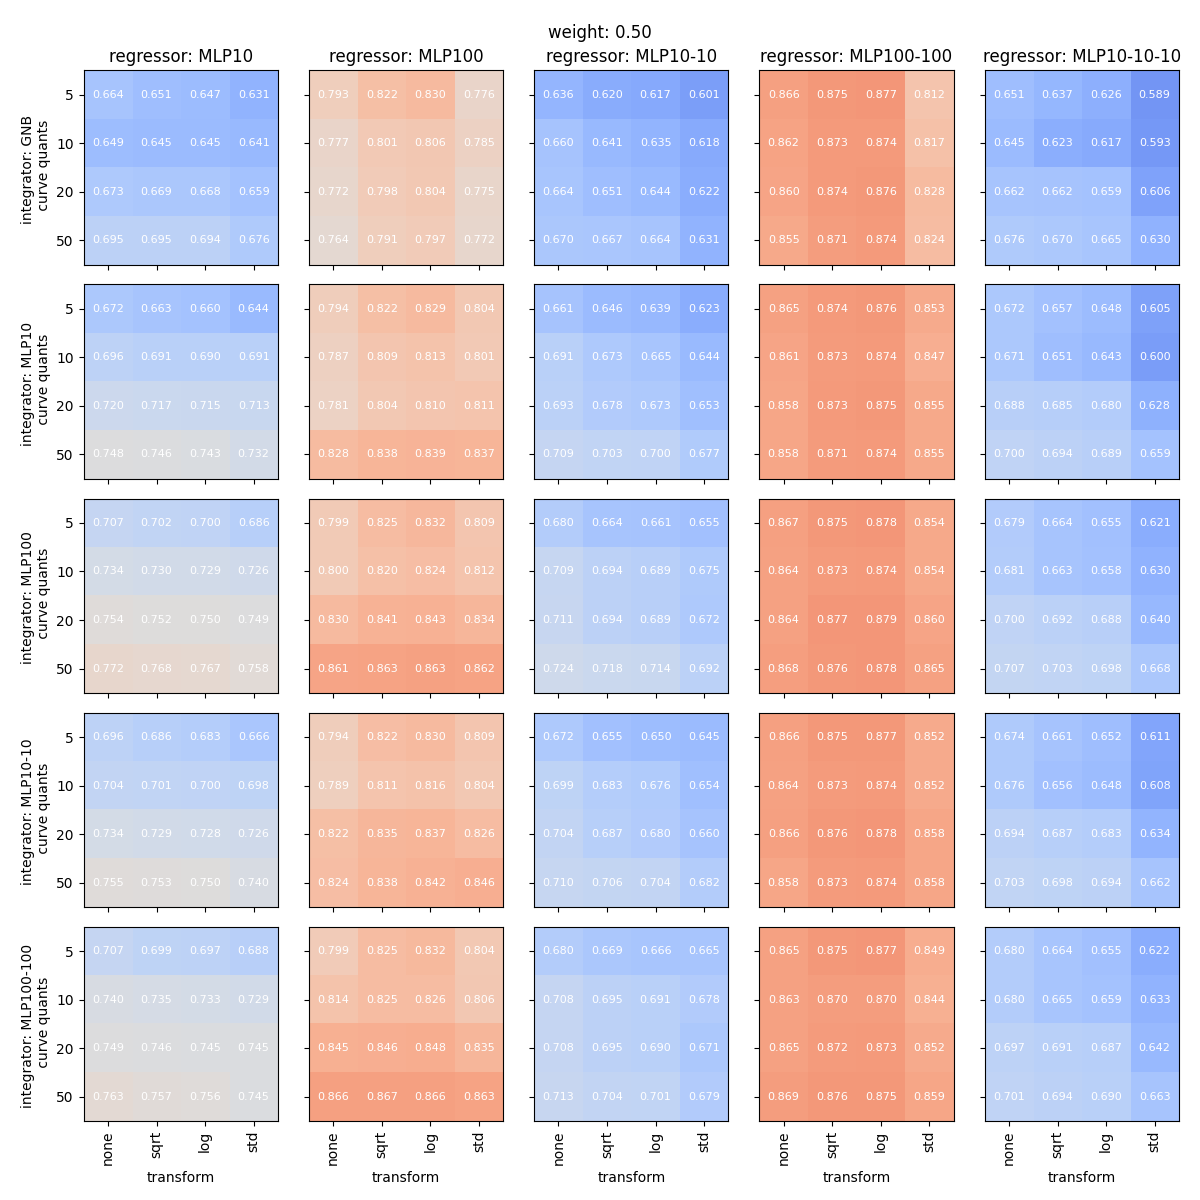 weight: 0.50
regressor: MLP10 regressor: MLP100 regressor: MLP10-10 regressor: MLP100-100 regressor: MLP10-10-10
integrator: GNB
curve quants
5 0.664 0.651 0.647 0.631 0.793 0.822 0.830 0.776 0.636 0.620 0.617 0.601 0.866 0.875 0.877 0.812 0.651 0.637 0.626 0.589
10 0.649 0.645 0.645 0.641 0.777 0.801 0.806 0.785 0.660 0.641 0.635 0.618 0.862 0.873 0.874 0.817 0.645 0.623 0.617 0.593
20 0.673 0.669 0.668 0.659 0.772 0.798 0.804 0.775 0.664 0.651 0.644 0.622 0.860 0.874 0.876 0.828 0.662 0.662 0.659 0.606
50 0.695 0.695 0.694 0.676 0.764 0.791 0.797 0.772 0.670 0.667 0.664 0.631 0.855 0.871 0.874 0.824 0.676 0.670 0.665 0.630
integrator: MLP10
curve quants
5 0.672 0.663 0.660 0.644 0.794 0.822 0.829 0.804 0.661 0.646 0.639 0.623 0.865 0.874 0.876 0.853 0.672 0.657 0.648 0.605
10 0.696 0.691 0.690 0.691 0.787 0.809 0.813 0.801 0.691 0.673 0.665 0.644 0.861 0.873 0.874 0.847 0.671 0.651 0.643 0.600
20 0.720 0.717 0.715 0.713 0.781 0.804 0.810 0.811 0.693 0.678 0.673 0.653 0.858 0.873 0.875 0.855 0.688 0.685 0.680 0.628
50 0.748 0.746 0.743 0.732 0.828 0.838 0.839 0.837 0.709 0.703 0.700 0.677 0.858 0.871 0.874 0.855 0.700 0.694 0.689 0.659
integrator: MLP100
curve quants
5 0.707 0.702 0.700 0.686 0.799 0.825 0.832 0.809 0.680 0.664 0.661 0.655 0.867 0.875 0.878 0.854 0.679 0.664 0.655 0.621
10 0.734 0.730 0.729 0.726 0.800 0.820 0.824 0.812 0.709 0.694 0.689 0.675 0.864 0.873 0.874 0.854 0.681 0.663 0.658 0.630
20 0.754 0.752 0.750 0.749 0.830 0.841 0.843 0.834 0.711 0.694 0.689 0.672 0.864 0.877 0.879 0.860 0.700 0.692 0.688 0.640
50 0.772 0.768 0.767 0.758 0.861 0.863 0.863 0.862 0.724 0.718 0.714 0.692 0.868 0.876 0.878 0.865 0.707 0.703 0.698 0.668
integrator: MLP10-10
curve quants
5 0.696 0.686 0.683 0.666 0.794 0.822 0.830 0.809 0.672 0.655 0.650 0.645 0.866 0.875 0.877 0.852 0.674 0.661 0.652 0.611
10 0.704 0.701 0.700 0.698 0.789 0.811 0.816 0.804 0.699 0.683 0.676 0.654 0.864 0.873 0.874 0.852 0.676 0.656 0.648 0.608
20 0.734 0.729 0.728 0.726 0.822 0.835 0.837 0.826 0.704 0.687 0.680 0.660 0.866 0.876 0.878 0.858 0.694 0.687 0.683 0.634
50 0.755 0.753 0.750 0.740 0.824 0.838 0.842 0.846 0.710 0.706 0.704 0.682 0.858 0.873 0.874 0.858 0.703 0.698 0.694 0.662
integrator: MLP100-100
curve quants
5 0.707 0.699 0.697 0.688 0.799 0.825 0.832 0.804 0.680 0.669 0.666 0.665 0.865 0.875 0.877 0.849 0.680 0.664 0.655 0.622
10 0.740 0.735 0.733 0.729 0.814 0.825 0.826 0.806 0.708 0.695 0.691 0.678 0.863 0.870 0.870 0.844 0.680 0.665 0.659 0.633
20 0.749 0.746 0.745 0.745 0.845 0.846 0.848 0.835 0.708 0.695 0.690 0.671 0.865 0.872 0.873 0.852 0.697 0.691 0.687 0.642
50 0.763 0.757 0.756 0.745 0.866 0.867 0.866 0.863 0.713 0.704 0.701 0.679 0.869 0.876 0.875 0.859 0.701 0.694 0.690 0.663
none sqrt log std none sqrt log std none sqrt log std none sqrt log std none sqrt log std
transform transform transform transform transform